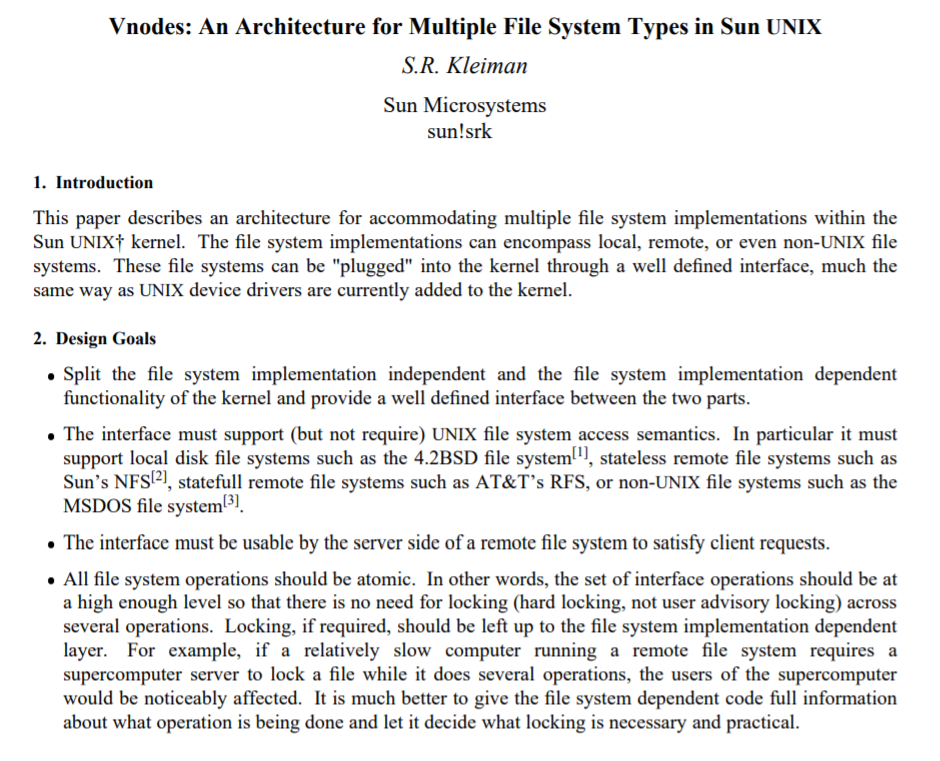 Vnodes: An Architecture for Multiple File System Types in Sun UNIX
S.R. Kleiman
Sun Microsystems
sun!srk
1. Introduction
This paper describes an architecture for accommodating multiple file system implementations within the
Sun UNIX† kernel. The file system implementations can encompass local, remote, or even non-UNIX file
systems. These file systems can be "plugged" into the kernel through a well defined interface, much the
same way as UNIX device drivers are currently added to the kernel.
2. Design Goals
• Split the file system implementation independent and the file system implementation dependent
functionality of the kernel and provide a well defined interface between the two parts.
• The interface must support (but not require) UNIX file system access semantics. In particular it must
support local disk file systems such as the 4.2BSD file system[1], stateless remote file systems such as
Sun's NFS[2], statefull remote file systems such as AT&T's RFS, or non-UNIX file systems such as the
MSDOS file system[3].
• The interface must be usable by the server side of a remote file system to satisfy client requests.
• All file system operations should be atomic. In other words, the set of interface operations should be at
a high enough level so that there is no need for locking (hard locking, not user advisory locking) across
several operations. Locking, if required, should be left up to the file system implementation dependent
layer. For example, if a relatively slow computer running a remote file system requires a
supercomputer server to lock a file while it does several operations, the users of the supercomputer
would be noticeably affected. It is much better to give the file system dependent code full information
about what operation is being done and let it decide what locking is necessary and practical.